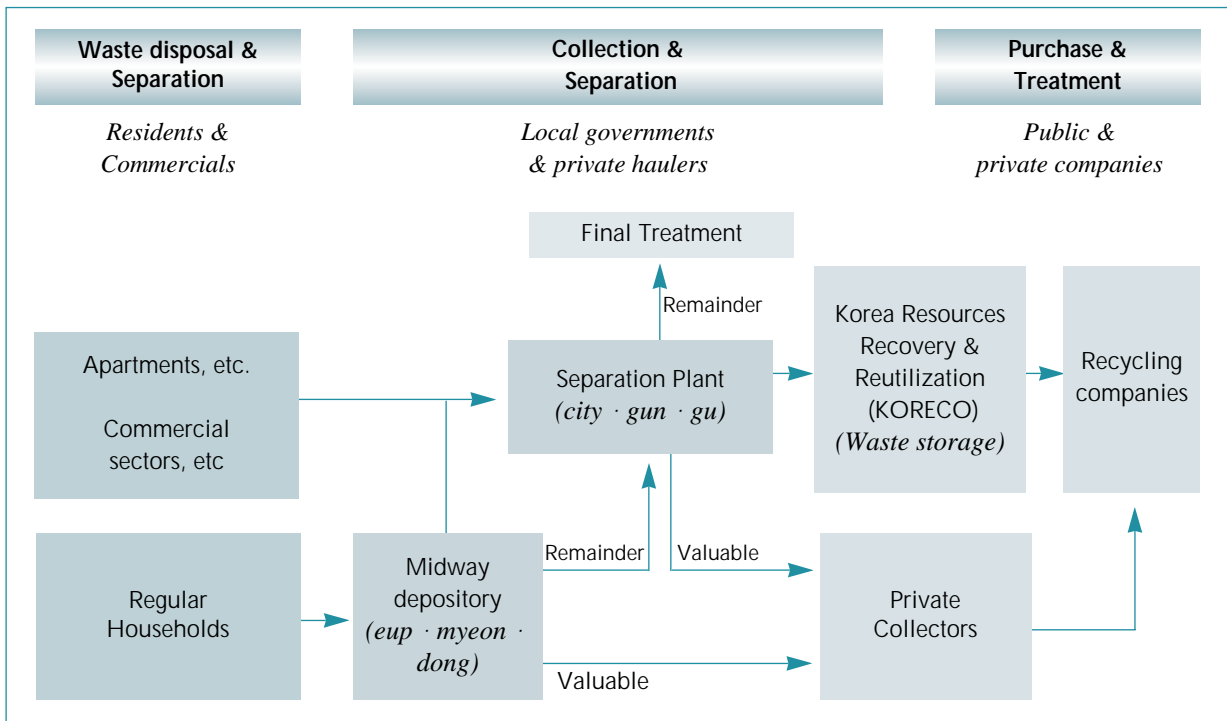 Waste disposal &
Separation
Collection &
Separation
Purchase &
Treatment
Residents &
Commercials
Local governments
& private haulers
Public &
private companies
Final Treatment
Remainder
Apartments, etc.
Commercial
sectors, etc
Separation Plant
(city · gun · gu)
Korea Resources
Recovery &
Reutilization
(KORECO)
(Waste storage)
Recycling
companies
Remainder
Valuable
Regular
Households
Midway
depository
(eup · myeon ·
dong)
Private
Collectors
Valuable